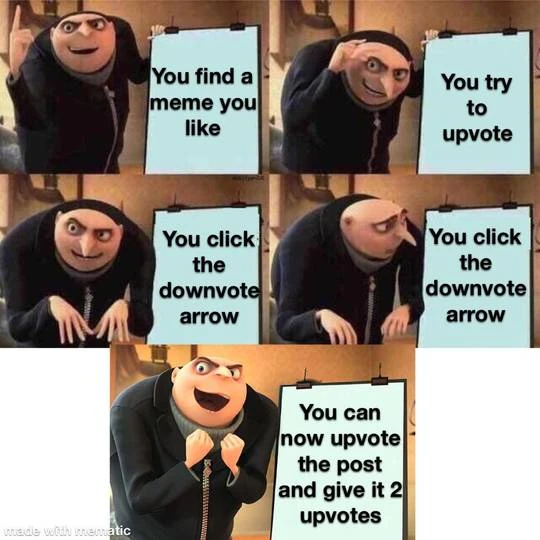 You find a
meme you
like
You try
to
upvote
You click
the
downvote
arrow
You click
the
downvote
arrow
You can
now upvote
the post
and give it 2
upvotes
made with mematic